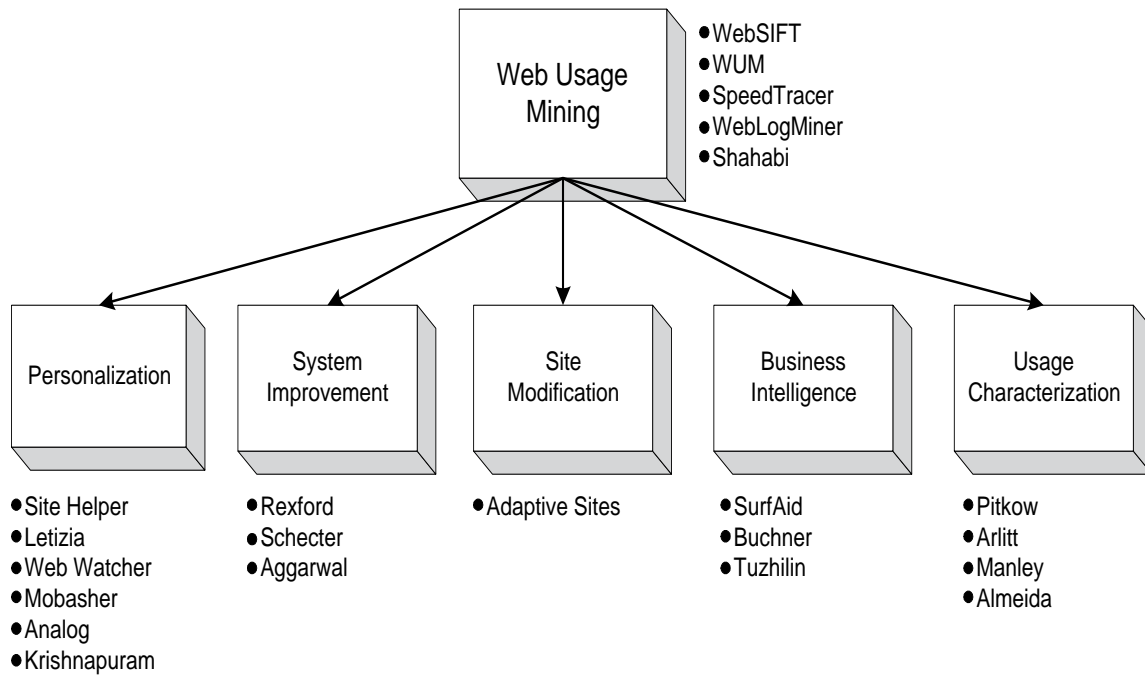 Web Usage
Mining
●WebSIFT
●WUM
●SpeedTracer
●WebLogMiner
●Shahabi
Personalization
System
Improvement
Site
Modification
Business
Intelligence
Usage
Characterization
●Site Helper
●Letizia
●Web Watcher
●Mobasher
●Analog
●Krishnapuram
●Rexford
●Schecter
●Aggarwal
●Adaptive Sites
●SurfAid
●Buchner
●Tuzhilin
●Pitkow
●Arlitt
●Manley
●Almeida